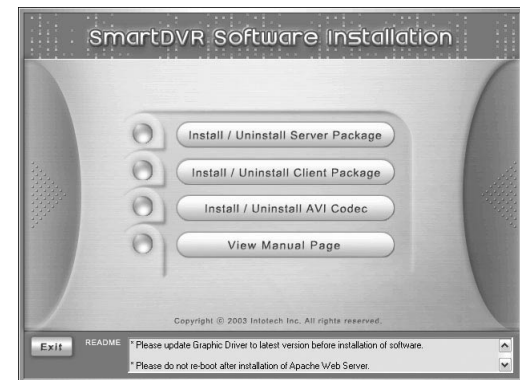 SmartDVR Software Installation
Install / Uninstall Server Package
Install / Uninstall Client Package
Install / Uninstall AVI Codec
View Manual Page
Copyright © 2003 Intotech Inc. All rights reserved.
Exit
README
* Please update Graphic Driver to latest version before installation of software.
* Please do not re-boot after installation of Apache Web Server.